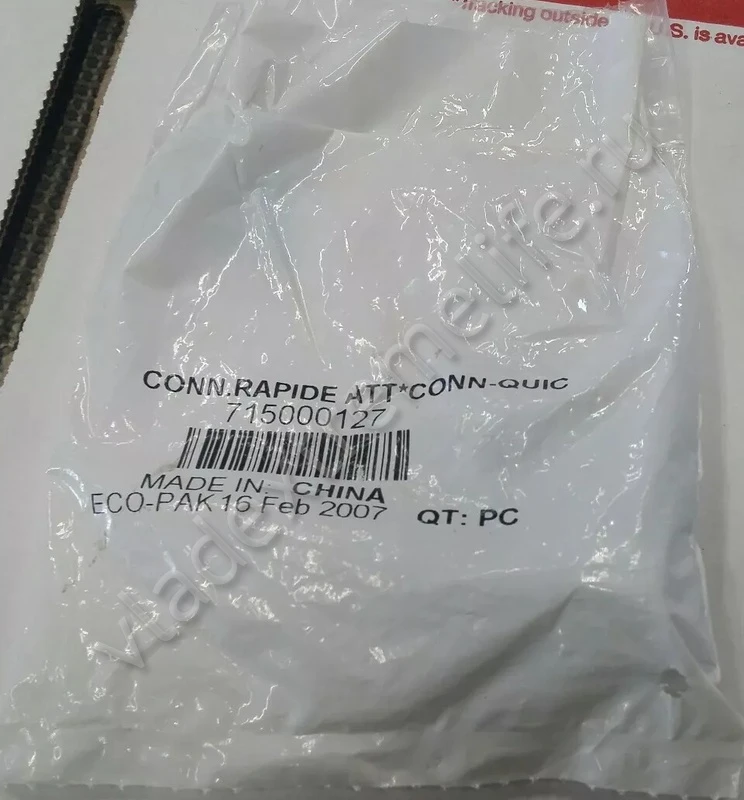 Tracking outside
U.S. is ava
CONN.RAPIDE ATT*CONN-QUIC
715000127
MADE IN: CHINA
ECO-PAK 16 Feb 2007 QT: PC